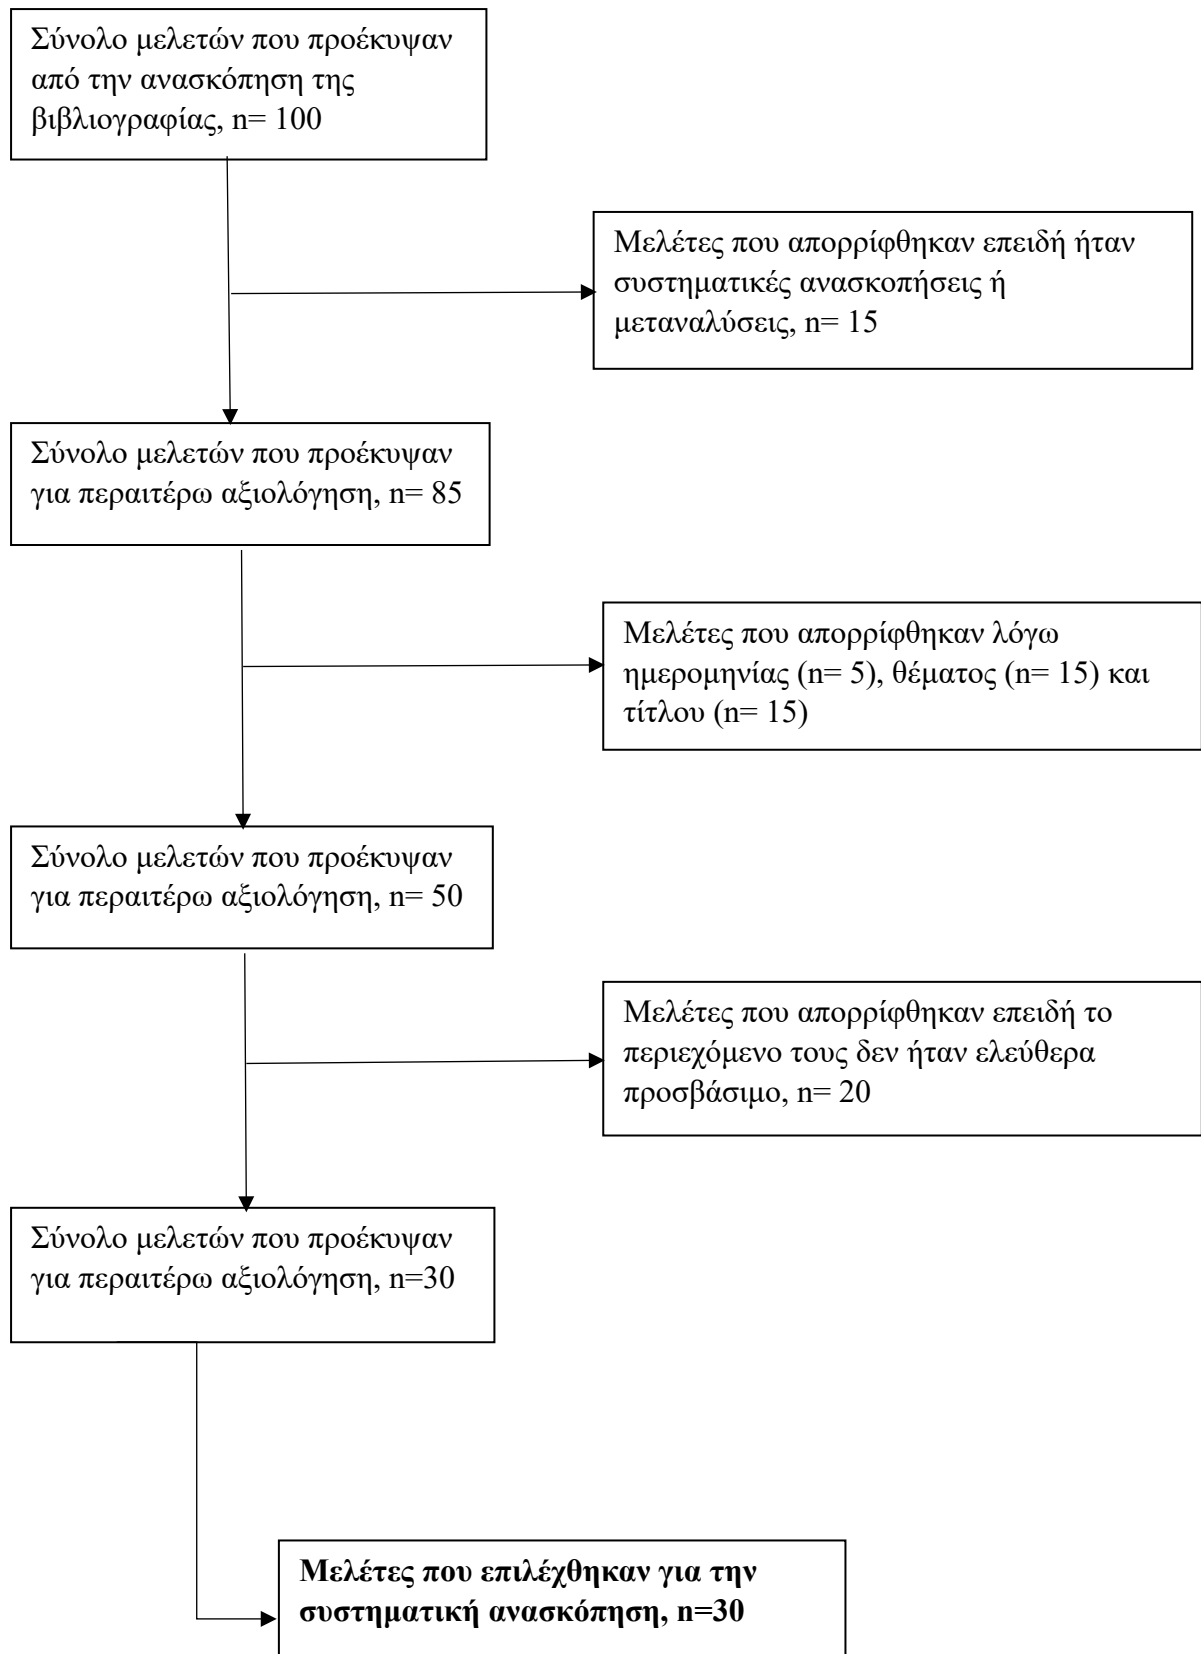 Σύνολο μελετών που προέκυψαν
από την ανασκόπηση της
βιβλιογραφίας, n= 100
Μελέτες που απορρίφθηκαν επειδή ήταν
συστηματικές ανασκοπήσεις ή
μεταναλύσεις, n= 15
Σύνολο μελετών που προέκυψαν
για περαιτέρω αξιολόγηση, n= 85
Μελέτες που απορρίφθηκαν λόγω
ημερομηνίας (n= 5), θέματος (n= 15) και
τίτλου (n= 15)
Σύνολο μελετών που προέκυψαν
για περαιτέρω αξιολόγηση, n= 50
Μελέτες που απορρίφθηκαν επειδή το
περιεχόμενο τους δεν ήταν ελεύθερα
προσβάσιμο, n= 20
Σύνολο μελετών που προέκυψαν
για περαιτέρω αξιολόγηση, n=30
Μελέτες που επιλέχθηκαν για την
συστηματική ανασκόπηση, n=30